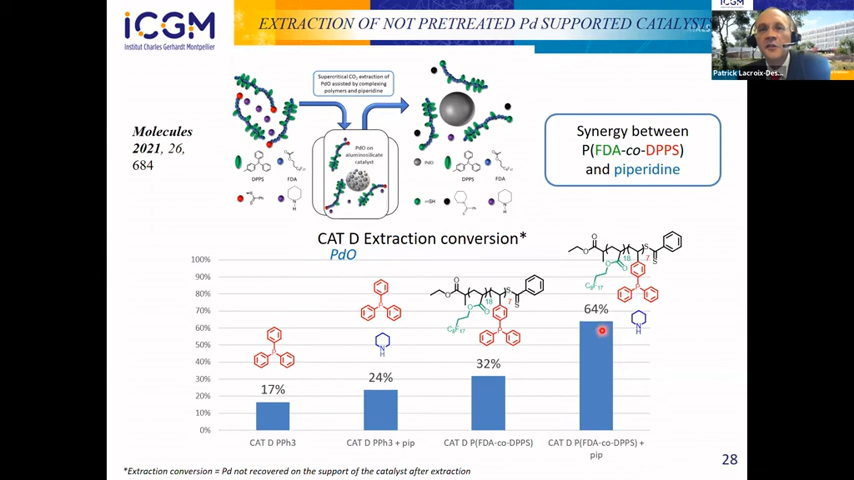 iCGM
Institut Charles Gerhardt Montpellier
EXTRACTION OF NOT PRETREATED Pd SUPPORTED CATALYSTS
iCGM
Patrick Lacroix-Des...
Supercritical CO2 extraction of
PdO assisted by complexing
polymers and piperidine
Molecules
2021, 26,
684
PdO on
aluminosilicate
catalyst
DPPS
FDA
PdO
DPPS
FDA
Synergy between
P(FDA-co-DPPS)
and piperidine
CAT D Extraction conversion*
PdO
100%
90%
80%
70%
60%
50%
40%
30%
20%
10%
0%
17%
24%
32%
64%
CAT D PPh3
CAT D PPh3 + pip
CAT D P(FDA-co-DPPS)
CAT D P(FDA-co-DPPS) +
pip
*Extraction conversion = Pd not recovered on the support of the catalyst after extraction
28